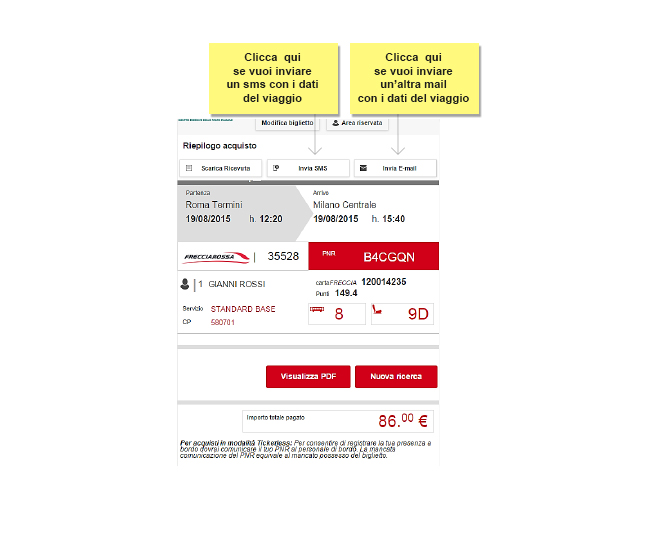 Clicca qui
se vuoi inviare
un sms con i dati
del viaggio
Clicca qui
se vuoi inviare
un'altra mail
con i dati del viaggio
Modifica biglietto
Area riservata
Riepilogo acquisto
Scarica Ricevuta
Invia SMS
Invia E-mail
Partenza
Arrivo
Roma Termini
Milano Centrale
19/08/2015 h. 12:20
19/08/2015 h. 15:40
FRECCIAROSSA | 35528
PNR B4CGQN
1 GIANNI ROSSI
cartaFRECCIA 120014235
Punti 149.4
Servizio STANDARD BASE
CP 580701
8
9D
Visualizza PDF
Nuova ricerca
Importo totale pagato
86.00 €
Per acquisti in modalità Ticketless: Per consentire di registrare la tua presenza a
bordo dovrai comunicare il tuo PNR al personale di bordo. La mancata
comunicazione del PNR equivale al mancato possesso del biglietto.